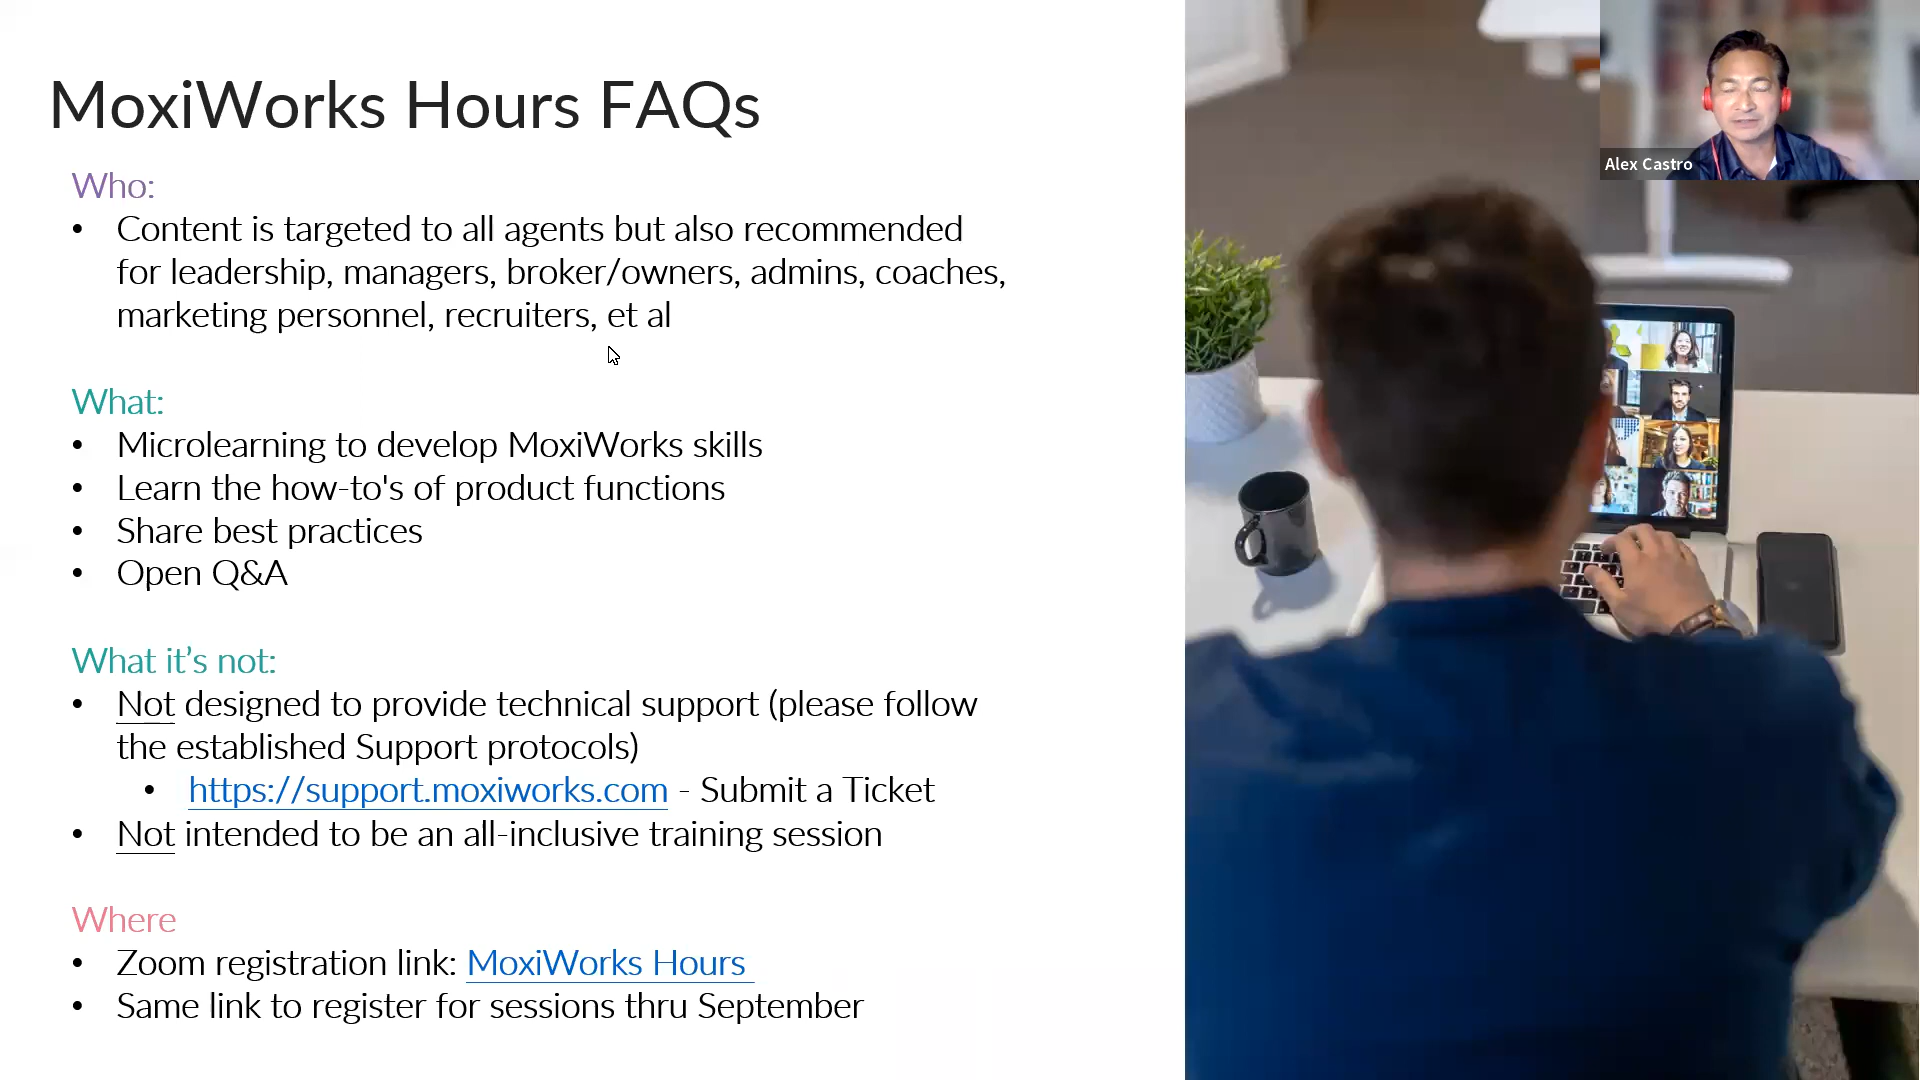 MoxiWorks Hours FAQs
Alex Castro
Who:
• Content is targeted to all agents but also recommended
for leadership, managers, broker/owners, admins, coaches,
marketing personnel, recruiters, et al
What:
• Microlearning to develop MoxiWorks skills
• Learn the how-to's of product functions
• Share best practices
• Open Q&A
What it’s not:
• Not designed to provide technical support (please follow
the established Support protocols)
• https://support.moxiworks.com - Submit a Ticket
• Not intended to be an all-inclusive training session
Where
• Zoom registration link: MoxiWorks Hours
• Same link to register for sessions thru September